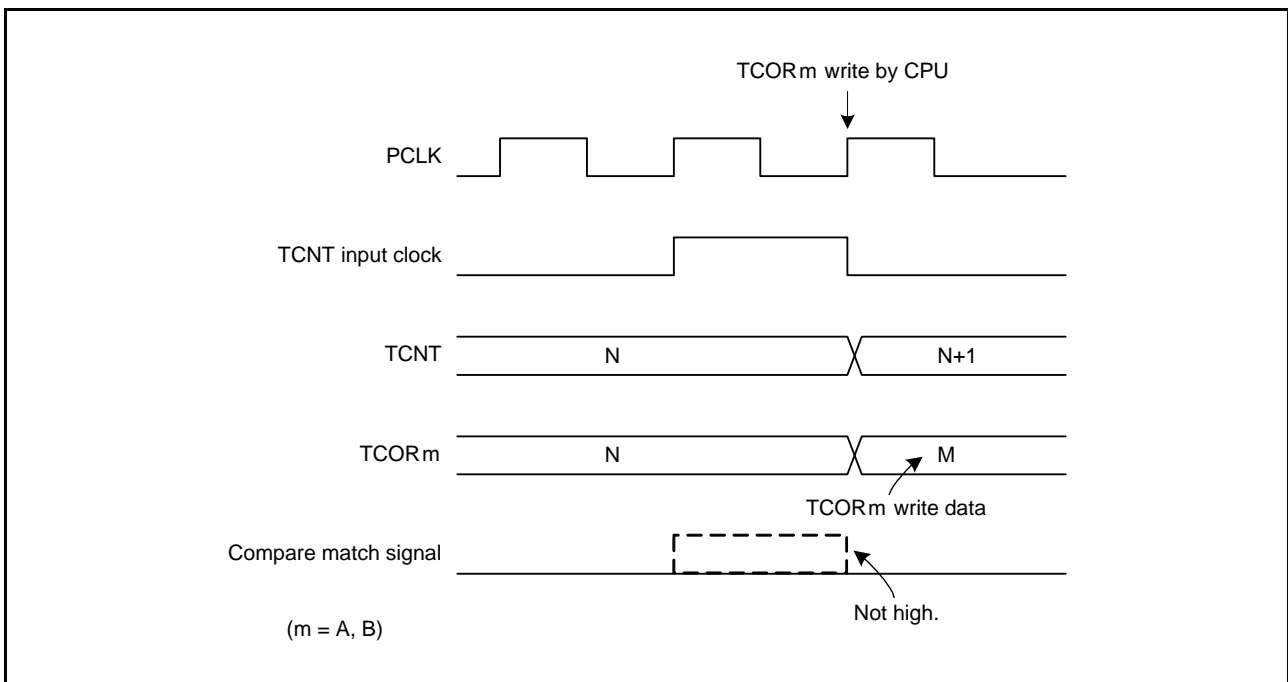 TCORm write by CPU
PCLK
TCNT input clock
TCNT
N
N+1
TCORm
N
M
TCORm write data
Compare match signal
Not high.
(m = A, B)